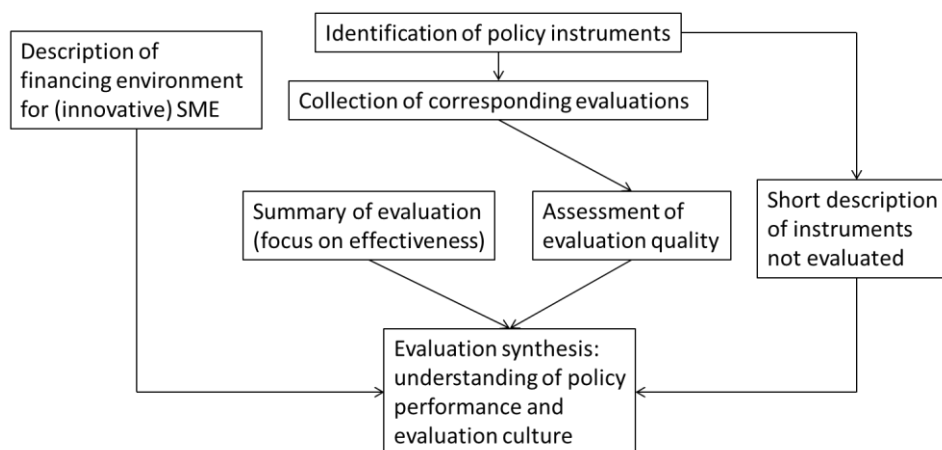 Identification of policy instruments
Description of
financing environment
for (innovative) SME
Collection of corresponding evaluations
Summary of evaluation
(focus on effectiveness)
Assessment of
evaluation quality
Short description
of instruments
not evaluated
Evaluation synthesis:
understanding of policy
performance and
evaluation culture